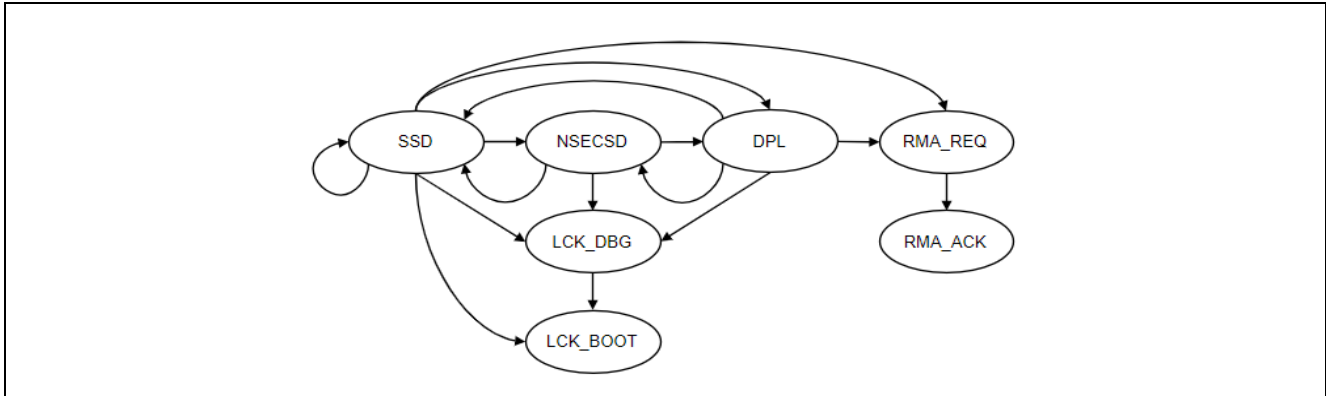 SSD
NSECSD
DPL
RMA_REQ
LCK_DBG
RMA_ACK
LCK_BOOT